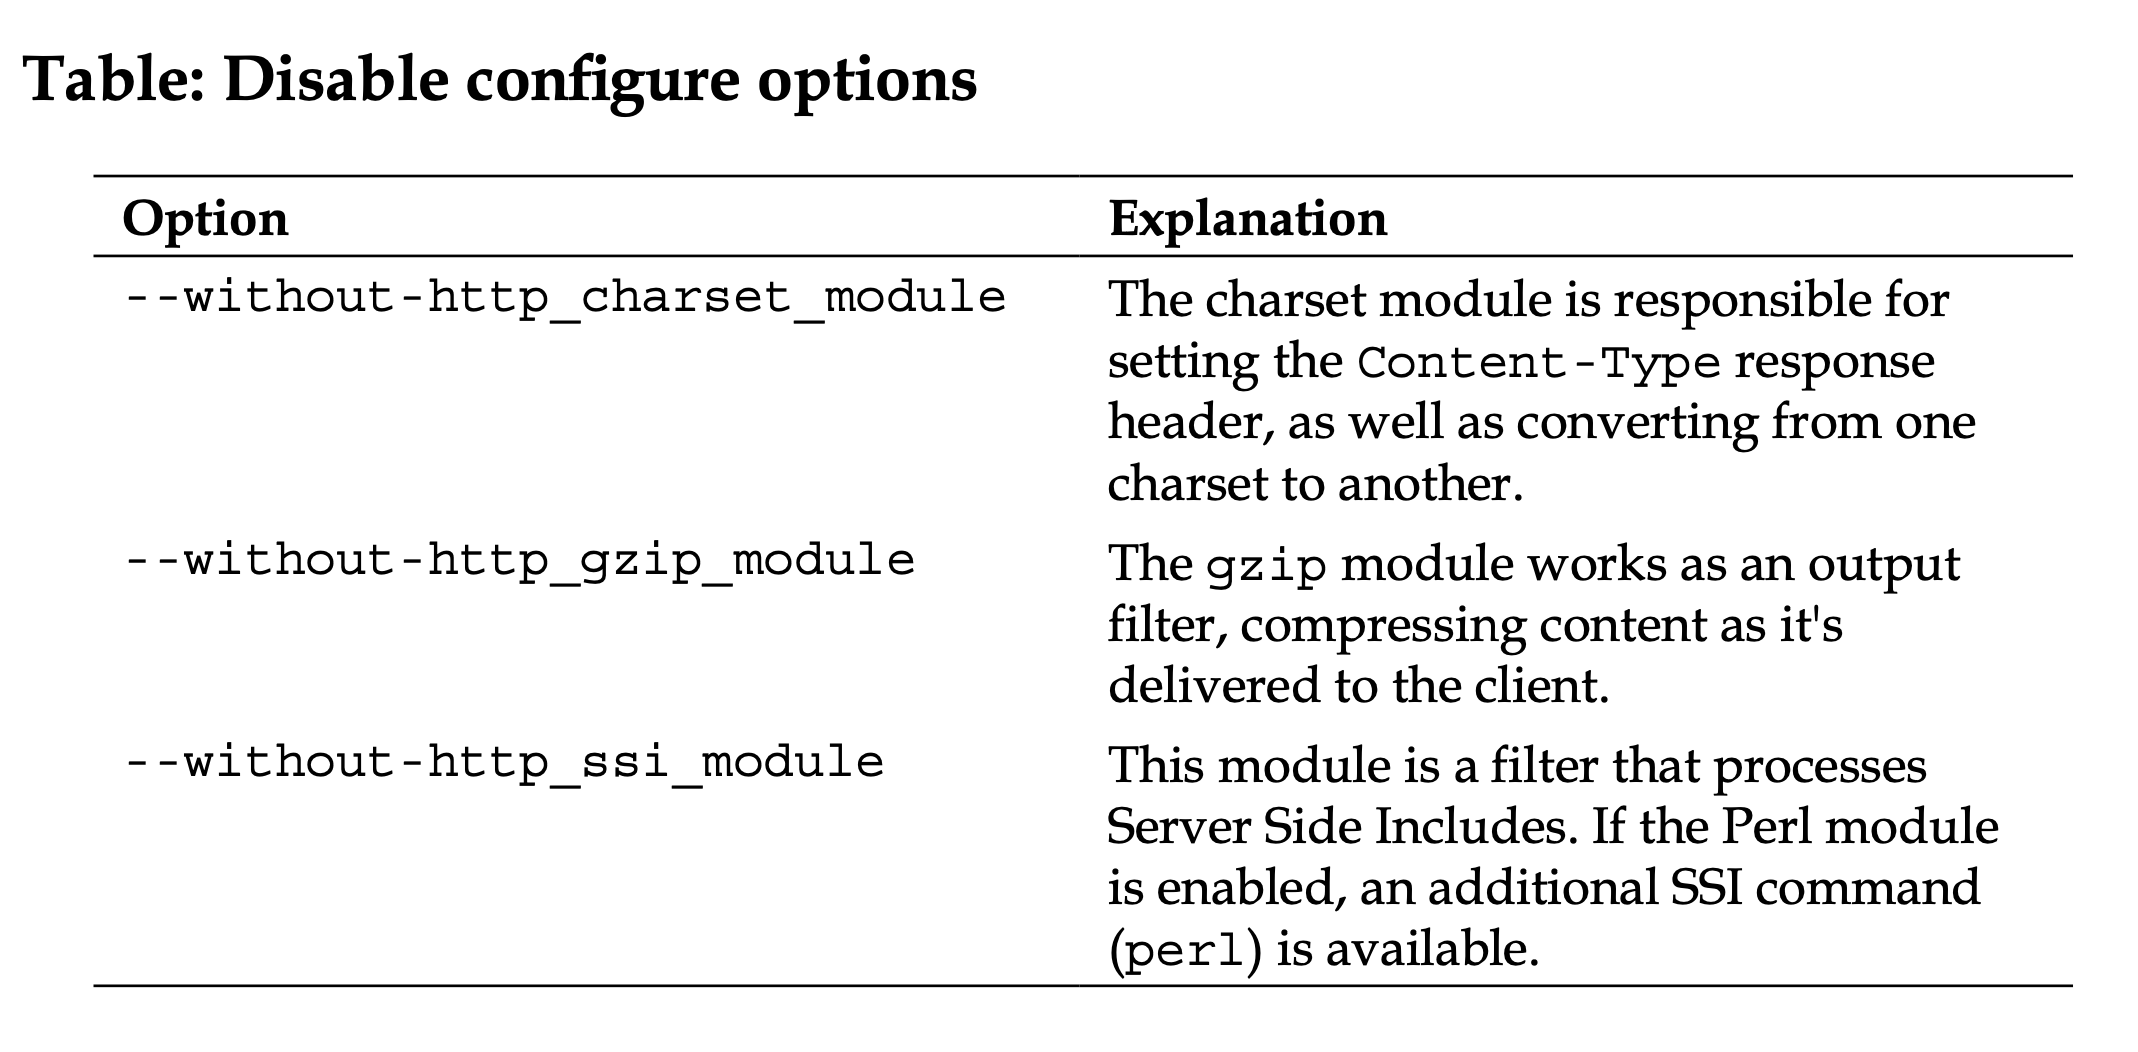 Table: Disable configure options
Option Explanation
--without-http_charset_module The charset module is responsible for
setting the Content-Type response
header, as well as converting from one
charset to another.
--without-http_gzip_module The gzip module works as an output
filter, compressing content as it's
delivered to the client.
--without-http_ssi_module This module is a filter that processes
Server Side Includes. If the Perl module
is enabled, an additional SSI command
(perl) is available.